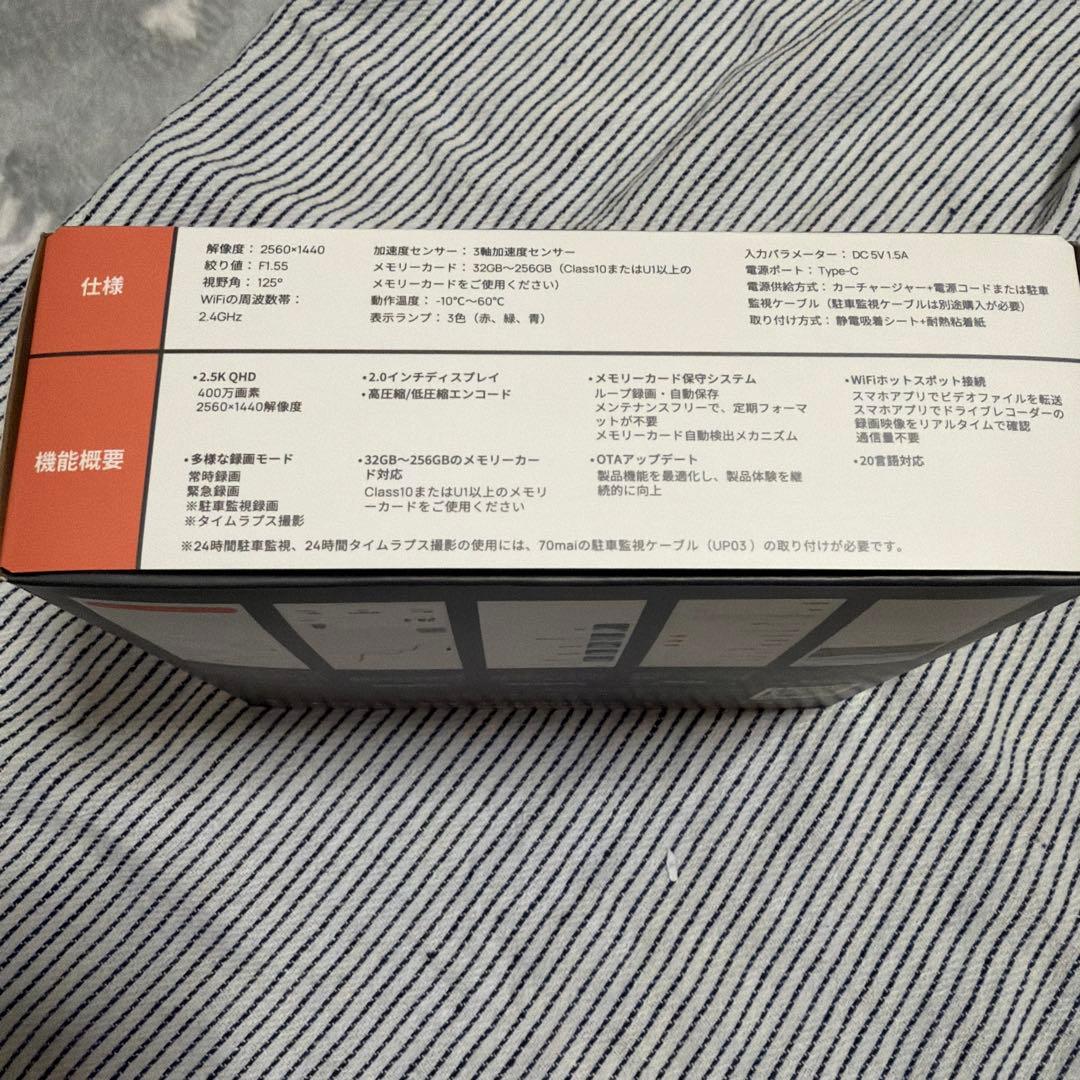 仕様
解像度： 2560×1440
絞り値： F1.55
視野角： 125°
WiFiの周波数帯：
2.4GHz
加速度センサー： 3軸加速度センサー
メモリーカード： 32GB～256GB（Class10またはU1以上の
メモリーカードをご使用ください）
動作温度： -10℃～60℃
表示ランプ： 3色（赤、緑、青）
入力パラメーター： DC 5V 1.5A
電源ポート： Type-C
電源供給方式： カーチャージャー+電源コードまたは駐車
監視ケーブル（駐車監視ケーブルは別途購入が必要）
取り付け方式： 静電吸着シート+耐熱粘着紙
機能概要
•2.5K QHD
400万画素
2560×1440解像度
•2.0インチディスプレイ
•高圧縮/低圧縮エンコード
•メモリーカード保守システム
ループ録画・自動保存
メンテナンスフリーで、定期フォーマ
ットが不要
メモリーカード自動検出メカニズム
•WiFiホットスポット接続
スマホアプリでビデオファイルを転送
スマホアプリでドライブレコーダーの
録画映像をリアルタイムで確認
通信量不要
•多様な録画モード
常時録画
緊急録画
※駐車監視録画
※タイムラプス撮影
•32GB～256GBのメモリーカー
ド対応
Class10またはU1以上のメモリ
ーカードをご使用ください
•OTAアップデート
製品機能を最適化し、製品体験を継
続的に向上
•20言語対応
※24時間駐車監視、24時間タイムラプス撮影の使用には、70maiの駐車監視ケーブル（UP03 ）の取り付けが必要です。